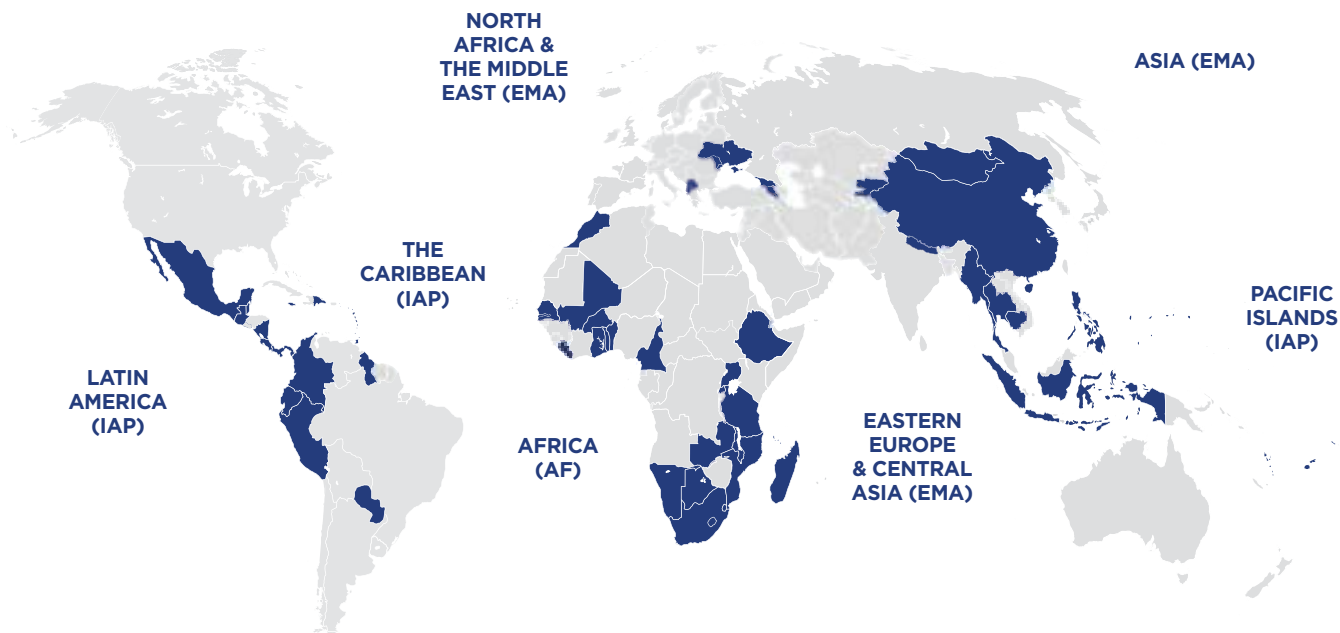 NORTH
AFRICA &
THE MIDDLE
EAST (EMA)
ASIA (EMA)
THE
CARIBBEAN
(IAP)
PACIFIC
ISLANDS
(IAP)
LATIN
AMERICA
(IAP)
AFRICA
(AF)
EASTERN
EUROPE
& CENTRAL
ASIA (EMA)